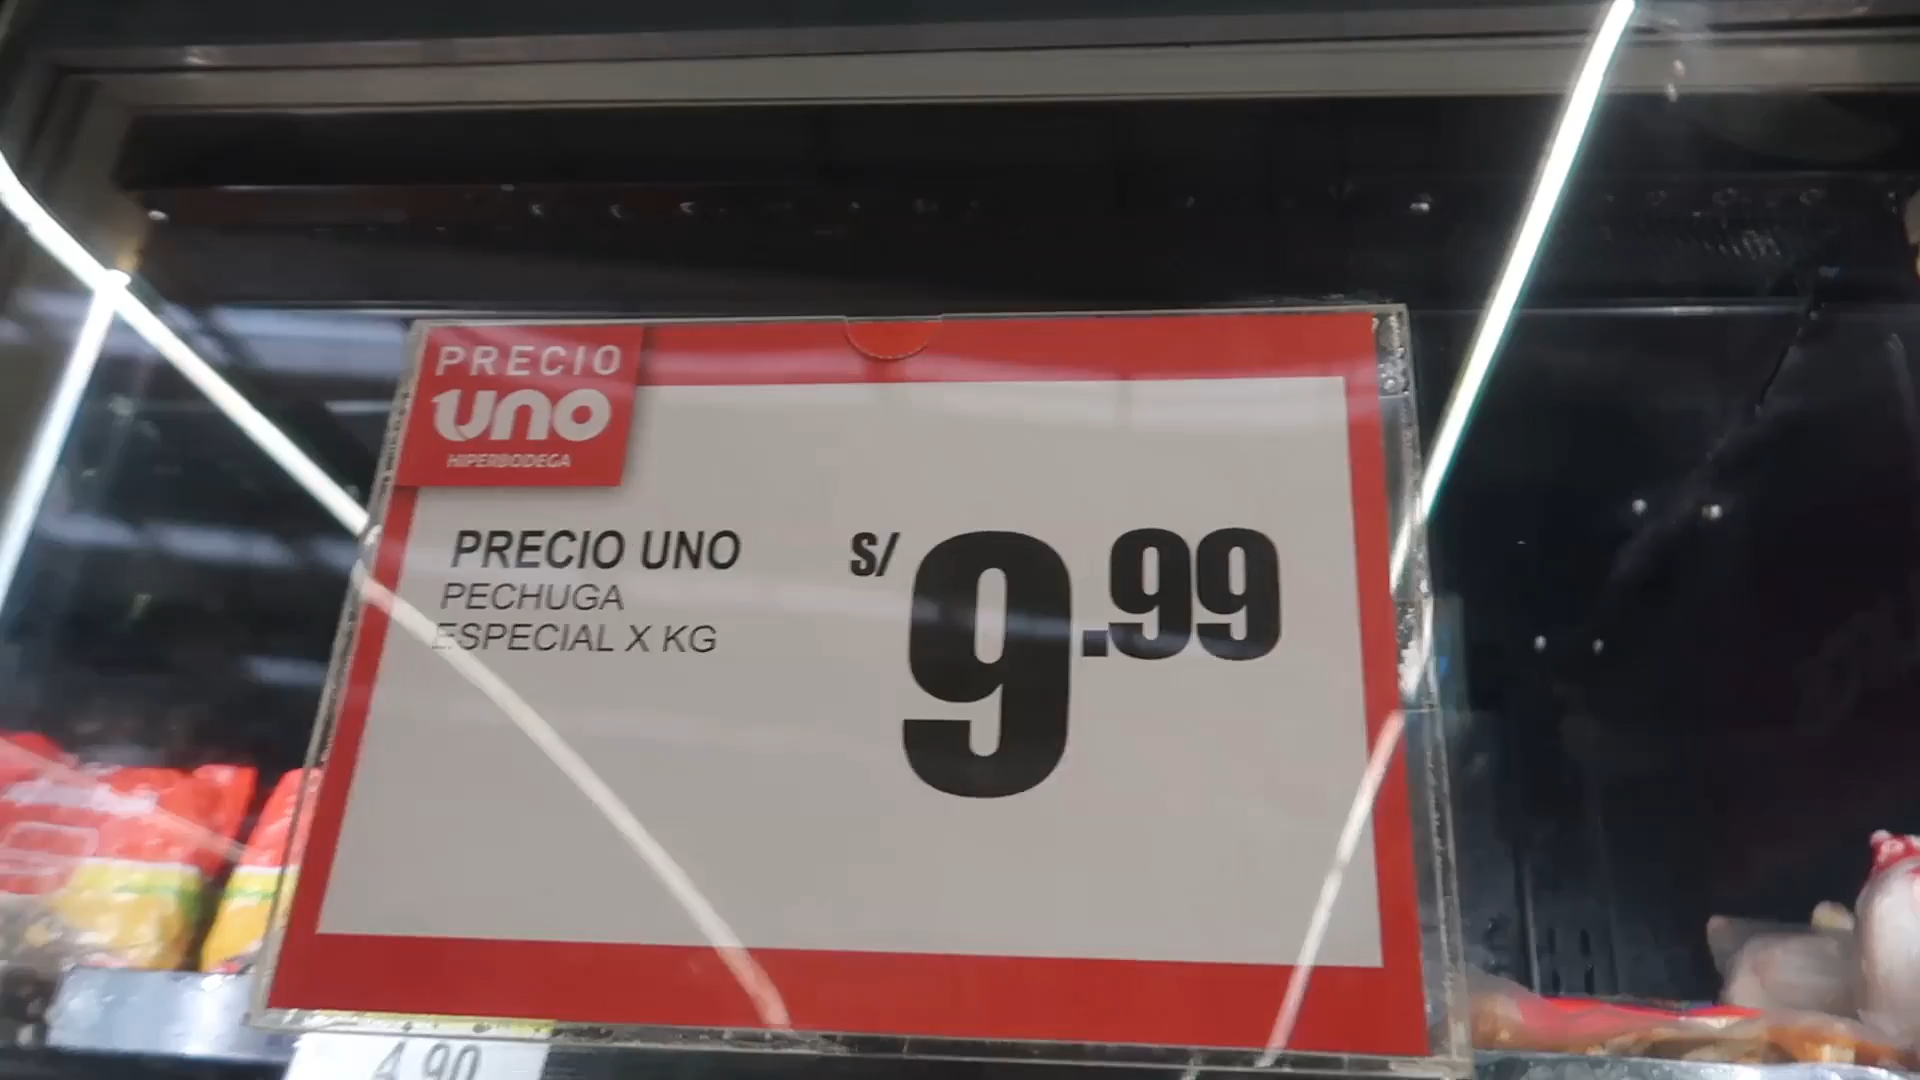 PRECIO
uno
HIPERBODEGA
PRECIO UNO
PECHUGA
ESPECIAL X KG
S/ 9.99
4.90